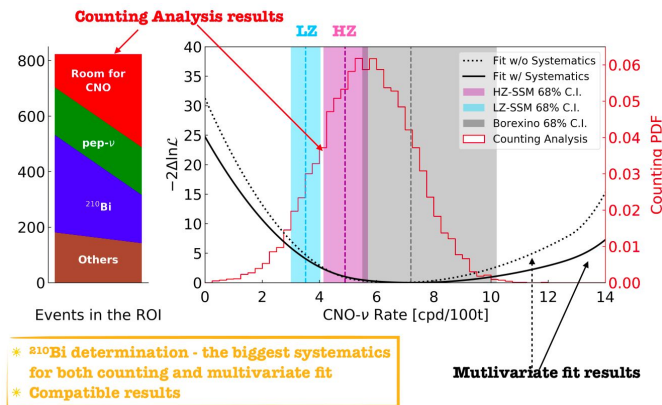 Counting Analysis results
LZ HZ
800
600
400
200
0
Room for
CNO
pep-ν
²¹⁰Bi
Others
Events in the ROI
−2Δlnℒ
40
35
30
25
20
15
10
5
0
Fit w/o Systematics
Fit w/ Systematics
HZ-SSM 68% C.I.
LZ-SSM 68% C.I.
Borexino 68% C.I.
Counting Analysis
0.06
0.05
0.04
0.03
0.02
0.01
0.00
Counting PDF
0 2 4 6 8 10 12 14
CNO-ν Rate [cpd/100t]
✴ ²¹⁰Bi determination - the biggest systematics
for both counting and multivariate fit
✴ Compatible results
Mutlivariate fit results